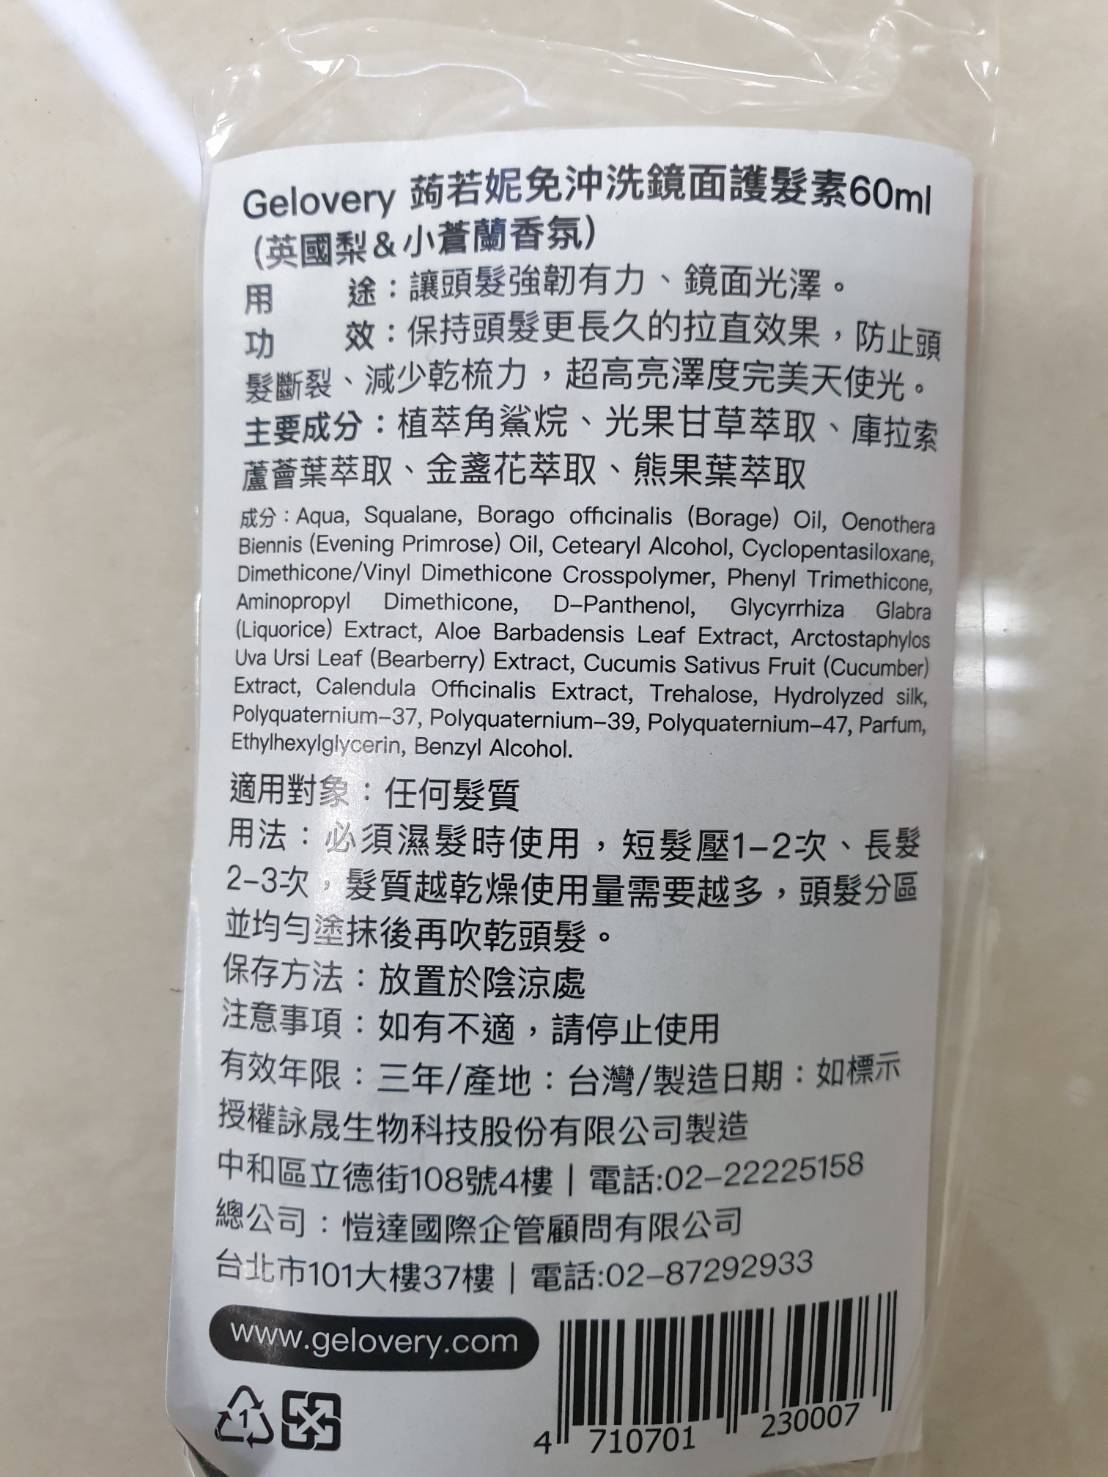 Gelovery 蒟若妮免沖洗鏡面護髮素60ml
(英國梨&小蒼蘭香氛)
用 途：讓頭髮強韌有力、鏡面光澤。
功 效：保持頭髮更長久的拉直效果，防止頭
髮斷裂、減少乾梳力，超高亮澤度完美天使光。
主要成分：植萃角鯊烷、光果甘草萃取、庫拉索
蘆薈葉萃取、金盞花萃取、熊果葉萃取
成分：Aqua, Squalane, Borago officinalis (Borage) Oil, Oenothera
Biennis (Evening Primrose) Oil, Cetearyl Alcohol, Cyclopentasiloxane,
Dimethicone/Vinyl Dimethicone Crosspolymer, Phenyl Trimethicone,
Aminopropyl Dimethicone, D-Panthenol, Glycyrrhiza Glabra
(Liquorice) Extract, Aloe Barbadensis Leaf Extract, Arctostaphylos
Uva Ursi Leaf (Bearberry) Extract, Cucumis Sativus Fruit (Cucumber)
Extract, Calendula Officinalis Extract, Trehalose, Hydrolyzed silk,
Polyquaternium-37, Polyquaternium-39, Polyquaternium-47, Parfum,
Ethylhexylglycerin, Benzyl Alcohol.
適用對象：任何髮質
用法：必須濕髮時使用，短髮壓1-2次、長髮
2-3次，髮質越乾燥使用量需要越多，頭髮分區
並均勻塗抹後再吹乾頭髮。
保存方法：放置於陰涼處
注意事項：如有不適，請停止使用
有效年限：三年/產地：台灣/製造日期：如標示
授權詠晟生物科技股份有限公司製造
中和區立德街108號4樓 | 電話:02-22225158
總公司：愷達國際企管顧問有限公司
台北市101大樓37樓 | 電話:02-87292933
www.gelovery.com
1
4 710701 230007